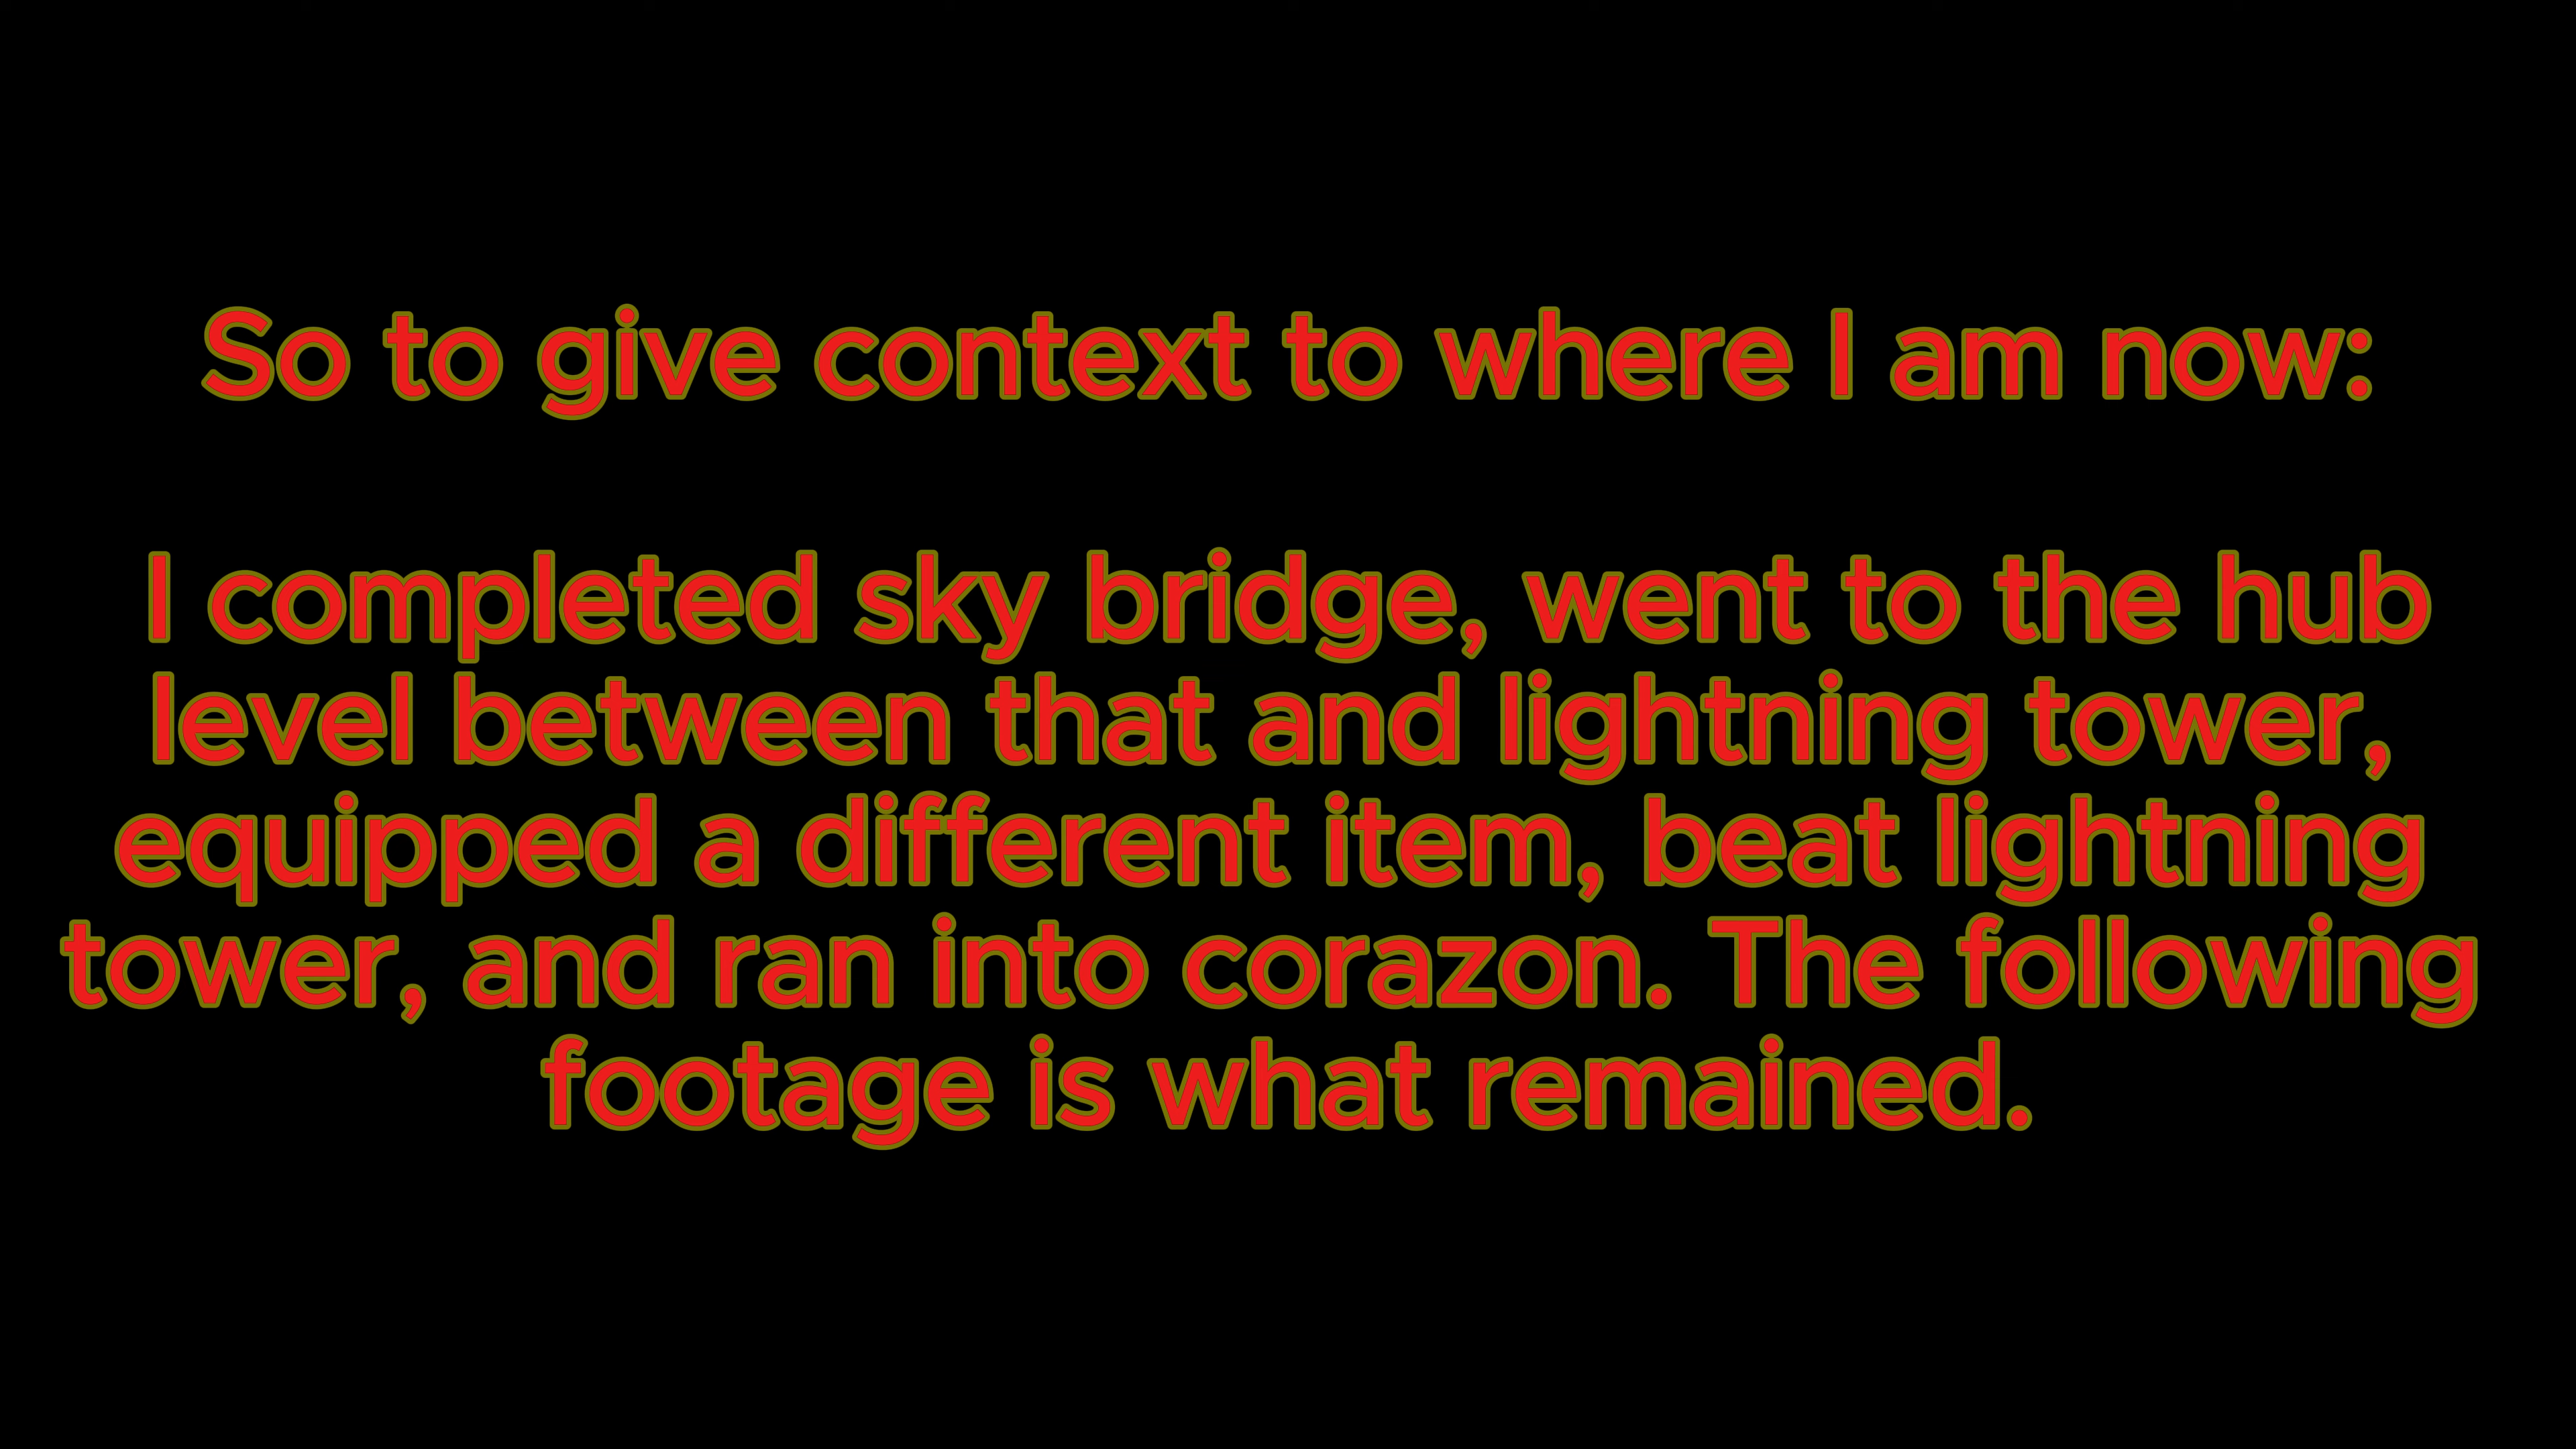 So to give context to where I am now:
I completed sky bridge, went to the hub
level between that and lightning tower,
equipped a different item, beat lightning
tower, and ran into corazon. The following
footage is what remained.